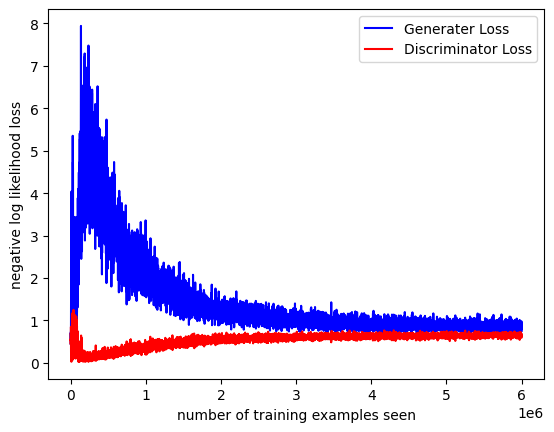 Generater Loss
Discriminator Loss
negative log likelihood loss
8
7
6
5
4
3
2
1
0
0 1 2 3 4 5 6
1e6
number of training examples seen